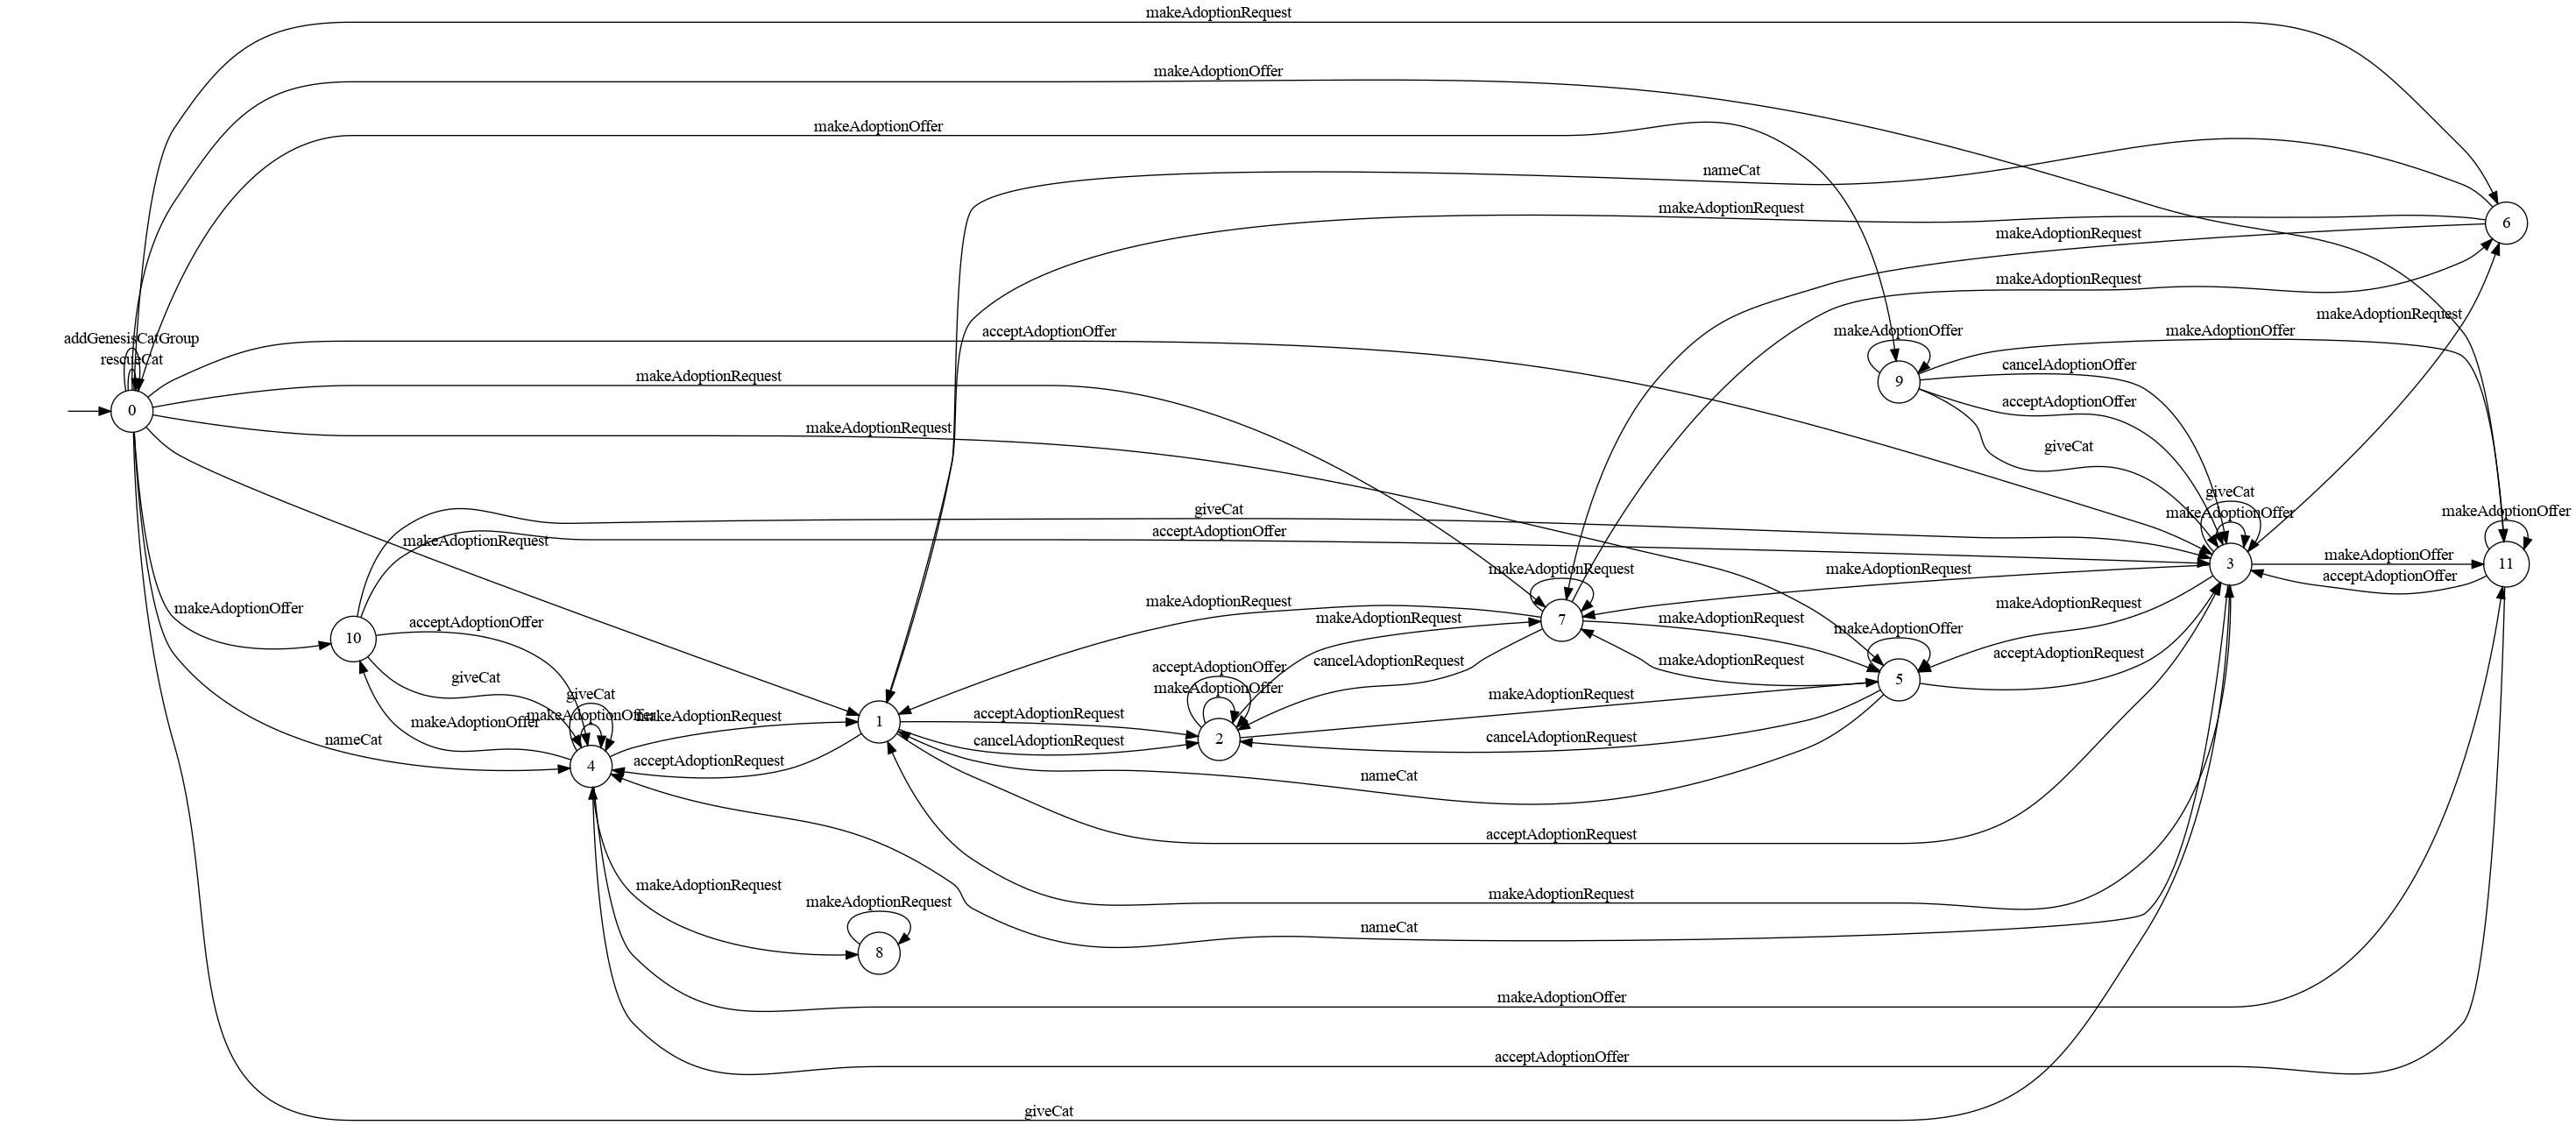 makeAdoptionRequest
makeAdoptionOffer
makeAdoptionOffer
nameCat
makeAdoptionRequest
6
makeAdoptionRequest
makeAdoptionRequest
makeAdoptionRequest
acceptAdoptionOffer
makeAdoptionOffer
makeAdoptionOffer
addGenesisCatGroup
rescueCat
cancelAdoptionOffer
makeAdoptionRequest
9
acceptAdoptionOffer
0
makeAdoptionRequest
giveCat
giveCat
giveCat
makeAdoptionOffer
makeAdoptionOffer
acceptAdoptionOffer
makeAdoptionRequest
makeAdoptionOffer
3
11
makeAdoptionRequest
makeAdoptionRequest
acceptAdoptionOffer
makeAdoptionOffer
makeAdoptionRequest
makeAdoptionRequest
makeAdoptionRequest
makeAdoptionRequest
7
acceptAdoptionOffer
makeAdoptionOffer
10
acceptAdoptionRequest
cancelAdoptionRequest
makeAdoptionRequest
acceptAdoptionOffer
giveCat
5
makeAdoptionOffer
giveCat
makeAdoptionRequest
makeAdoptionOffer
makeAdoptionOffer
makeAdoptionRequest
acceptAdoptionRequest
1
nameCat
cancelAdoptionRequest
cancelAdoptionRequest
2
acceptAdoptionRequest
4
nameCat
acceptAdoptionRequest
makeAdoptionRequest
makeAdoptionRequest
makeAdoptionRequest
nameCat
8
makeAdoptionOffer
acceptAdoptionOffer
giveCat